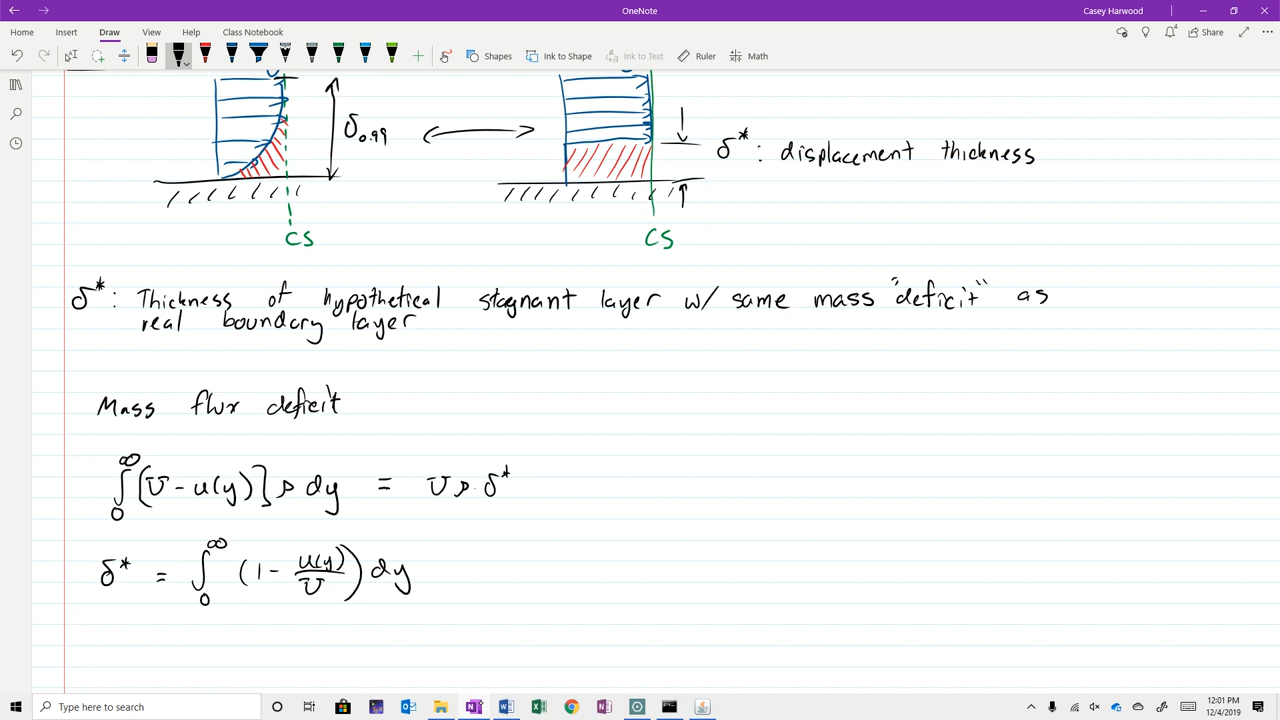 OneNote
Casey Harwood
Home Insert Draw View Help Class Notebook
Share
Shapes Ink to Shape Ink to Text Ruler Math
δ0.99
δ* : displacement thickness
CS
CS
δ* : Thickness of hypothetical stagnant layer w/ same mass "deficit" as
real boundary layer
Mass flux deficit
∫₀^∞ [U - u(y)] ρ dy = U ρ δ*
δ* = ∫₀^∞ (1 - u(y)/U) dy
Type here to search
12:01 PM
12/4/2019